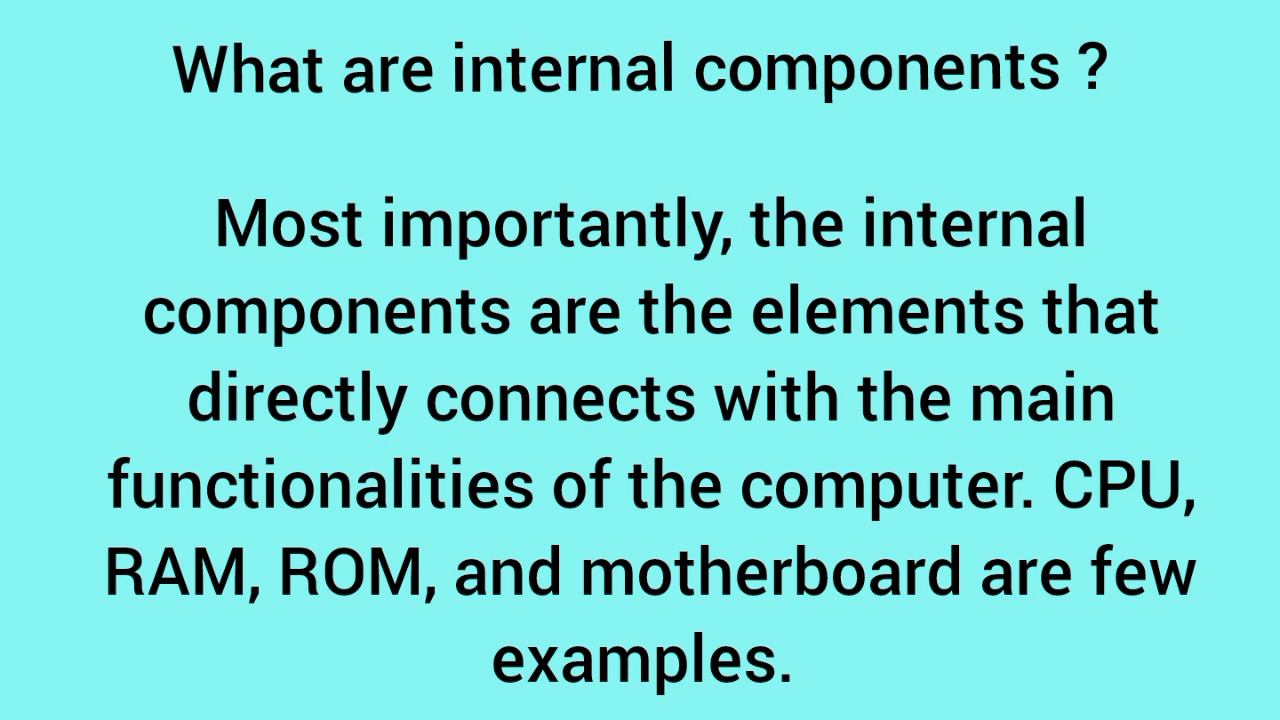 What are internal components ?
Most importantly, the internal
components are the elements that
directly connects with the main
functionalities of the computer. CPU,
RAM, ROM, and motherboard are few
examples.